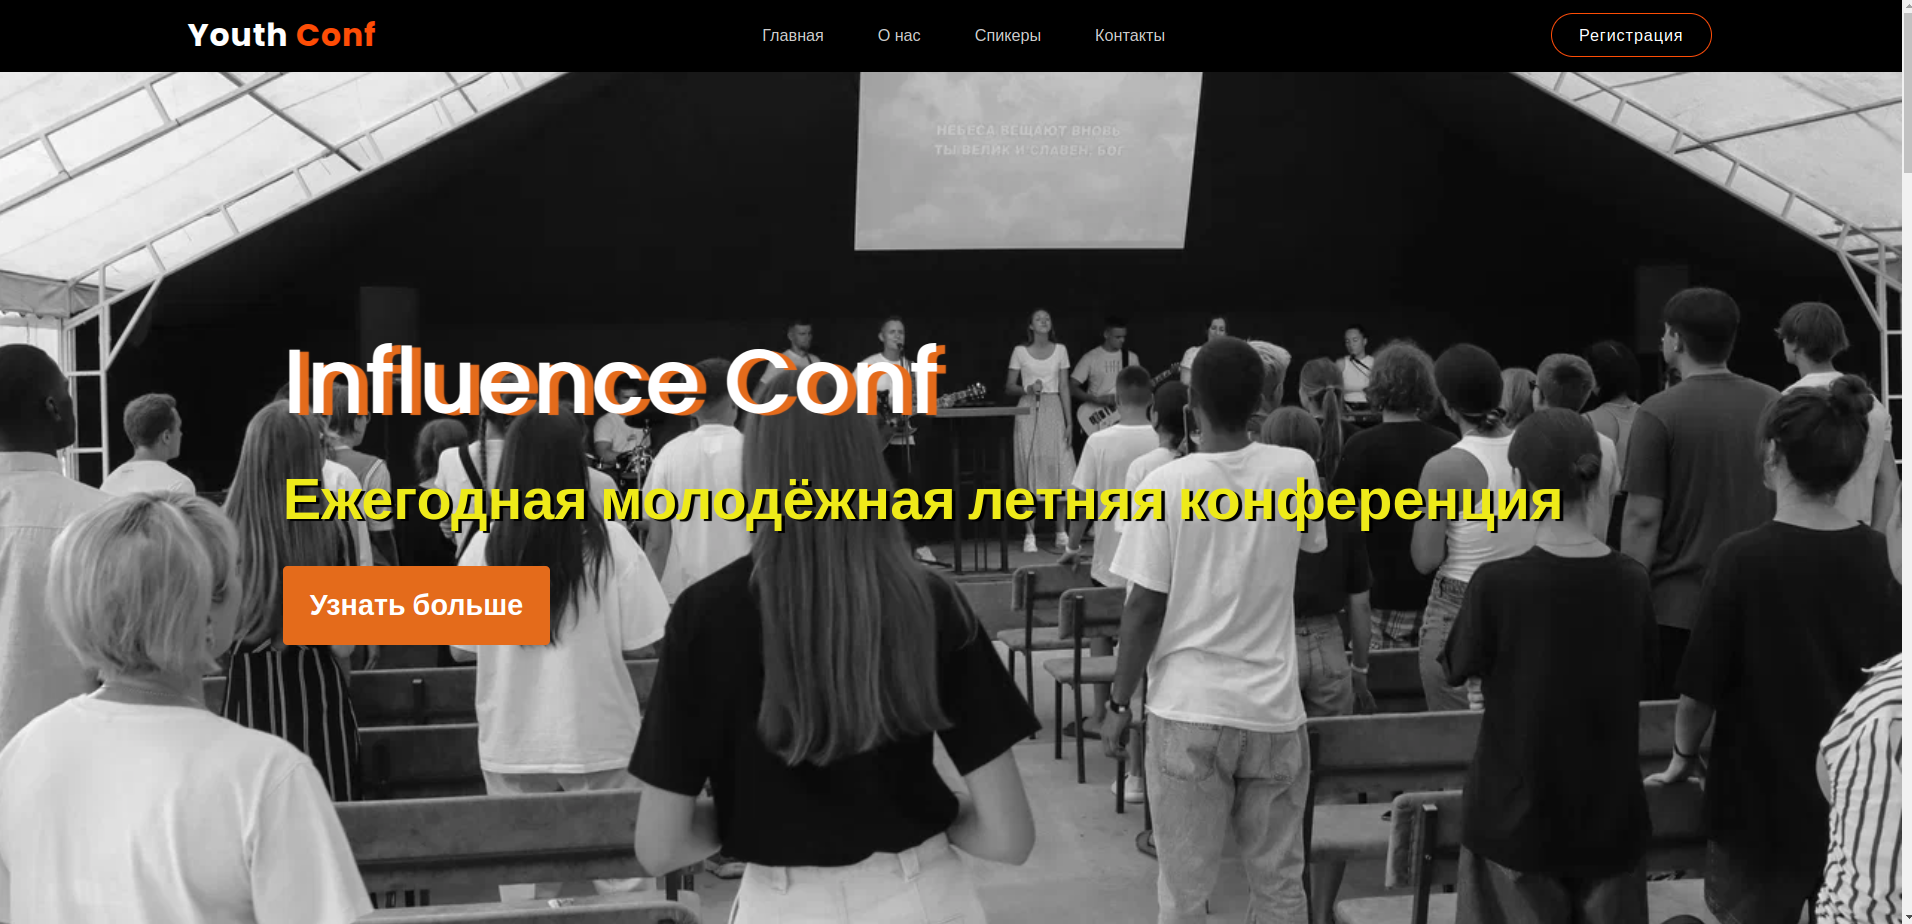 Youth Conf
Главная
О нас
Спикеры
Контакты
Регистрация
НЕБЕСА ВЕЩАЮТ ВНОВЬ
ТЫ ВЕЛИК И СЛАВЕН, БОГ
Influence Conf
Ежегодная молодёжная летняя конференция
Узнать больше